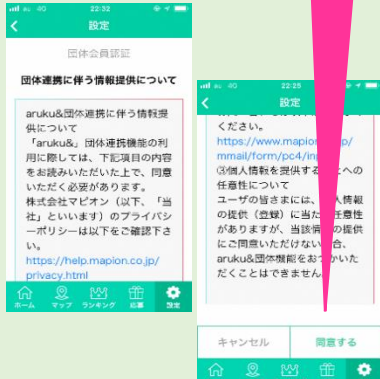 au 4G 22:32
設定
団体会員認証
団体連携に伴う情報提供について
aruku&団体連携に伴う情報提
供について
「aruku&」団体連携機能の利
用に際しては、下記項目の内容
をお読みいただいた上で、同意
いただく必要があります。
株式会社マピオン（以下、「当
社」といいます）のプライバシ
ーポリシーは以下をご確認下さ
い。
https://help.mapion.co.jp/
privacy.html
ホーム マップ ランキング 応募 設定
au 4G 22:25
設定
ください。
https://www.mapion
mmail/form/pc4/in
③個人情報を提供する
任意性について
ユーザの皆さまには、
の提供（登録）に当た
がありますが、当該情
にご同意いただけない
aruku&団体機能をお
だくことはできません
キャンセル 同意する